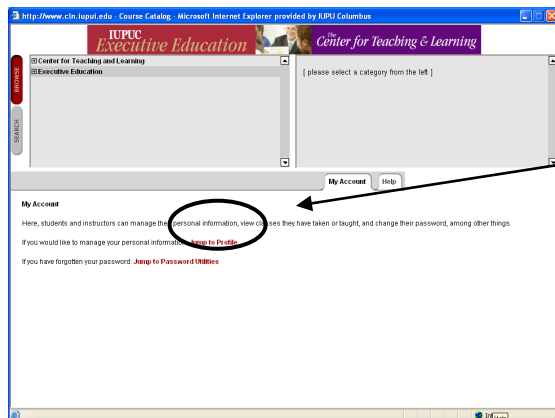 http://www.cln.iupui.edu - Course Catalog - Microsoft Internet Explorer provided by IUPU Columbus
IUPUC
Executive Education
The Center for Teaching & Learning
BROWSE
SEARCH
Center for Teaching and Learning
Executive Education
[ please select a category from the left ]
My Account
Help
My Account
Here, students and instructors can manage their personal information, view classes they have taken or taught, and change their password, among other things.
If you would like to manage your personal information: Jump to Profile
If you have forgotten your password: Jump to Password Utilities
Help